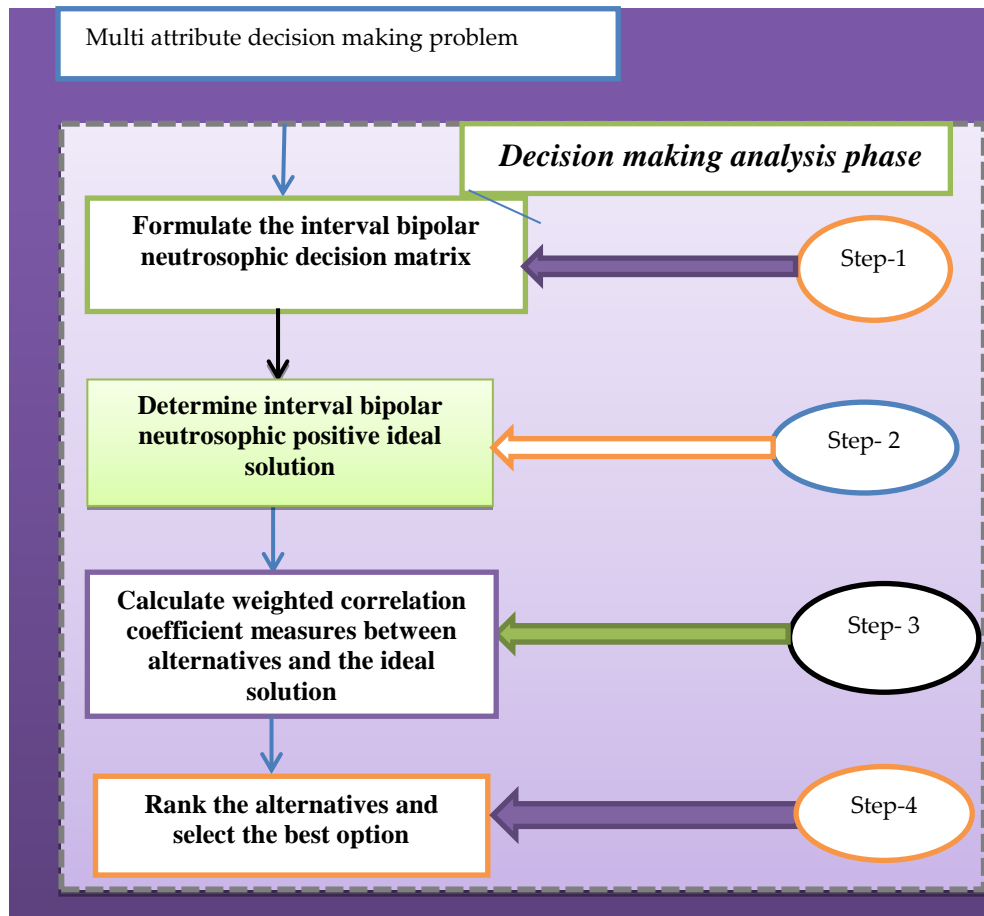 Multi attribute decision making problem
Decision making analysis phase
Formulate the interval bipolar
neutrosophic decision matrix
Step-1
Determine interval bipolar
neutrosophic positive ideal
solution
Step- 2
Calculate weighted correlation
coefficient measures between
alternatives and the ideal
solution
Step- 3
Rank the alternatives and
select the best option
Step-4